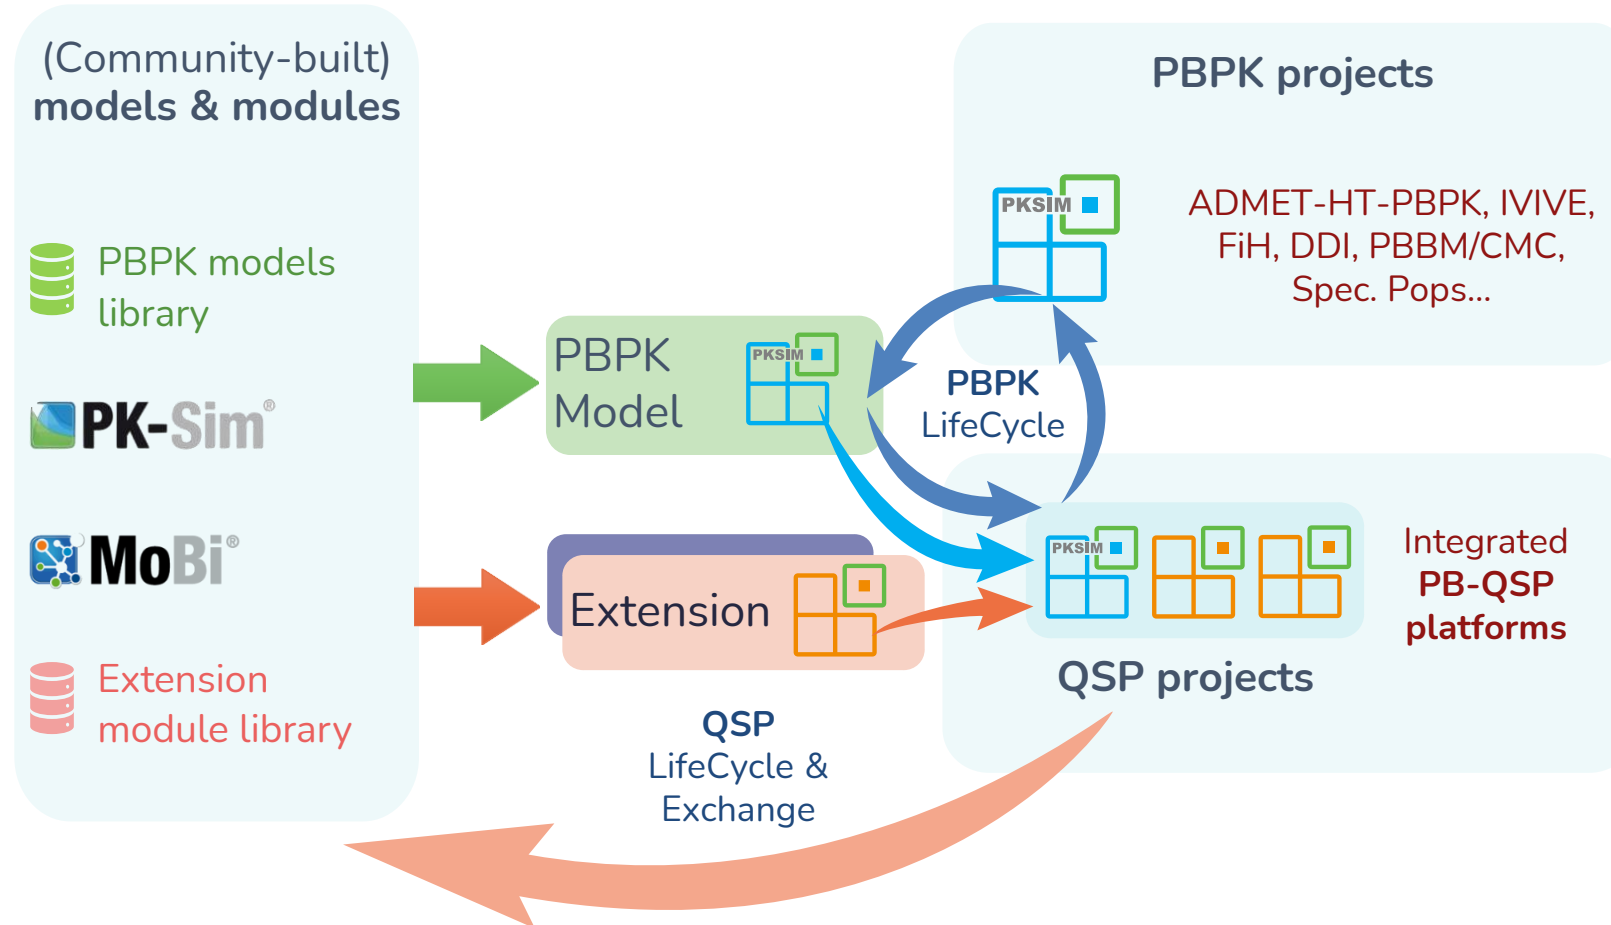 (Community-built)
models & modules
PBPK models
library
PK-Sim®
MoBi®
Extension
module library
PBPK
Model
PKSIM
Extension
QSP
LifeCycle &
Exchange
PBPK
LifeCycle
PBPK projects
PKSIM
ADMET-HT-PBPK, IVIVE,
FiH, DDI, PBBM/CMC,
Spec. Pops...
PKSIM
Integrated
PB-QSP
platforms
QSP projects